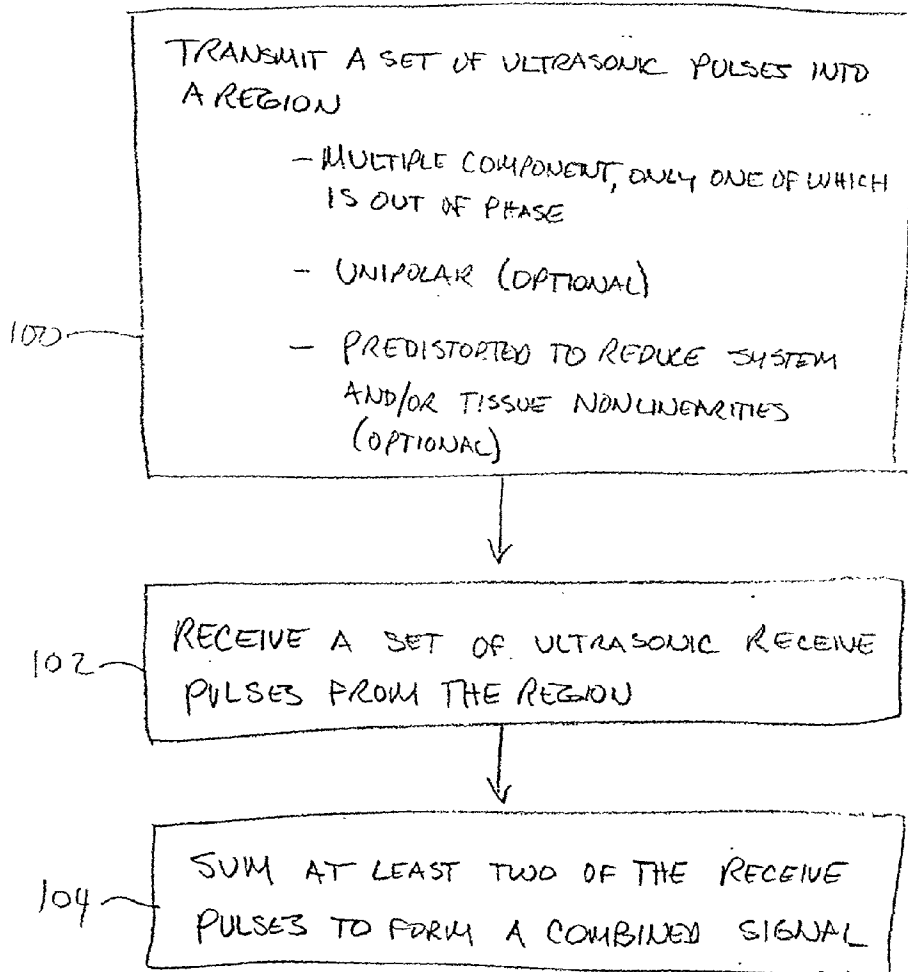 TRANSMIT A SET OF ULTRASONIC PULSES INTO
A REGION
- MULTIPLE COMPONENT, ONLY ONE OF WHICH
IS OUT OF PHASE
- UNIPOLAR (OPTIONAL)
100
- PREDISTORTED TO REDUCE SYSTEM
AND/OR TISSUE NONLINEARITIES
(OPTIONAL)
102
RECEIVE A SET OF ULTRASONIC RECEIVE
PULSES FROM THE REGION
104
SUM AT LEAST TWO OF THE RECEIVE
PULSES TO FORM A COMBINED SIGNAL